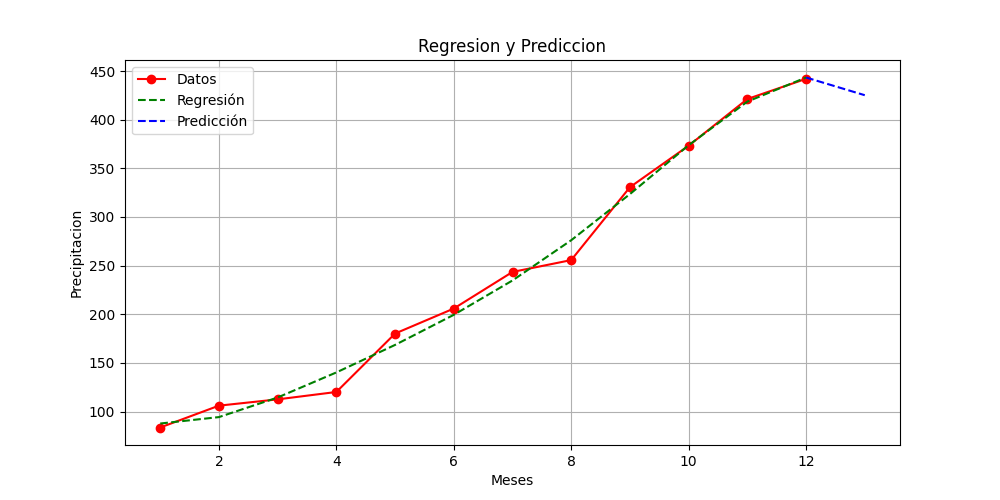 Regresion y Prediccion
Datos
Regresión
Predicción
450
400
350
300
250
200
150
100
Precipitacion
2 4 6 8 10 12
Meses